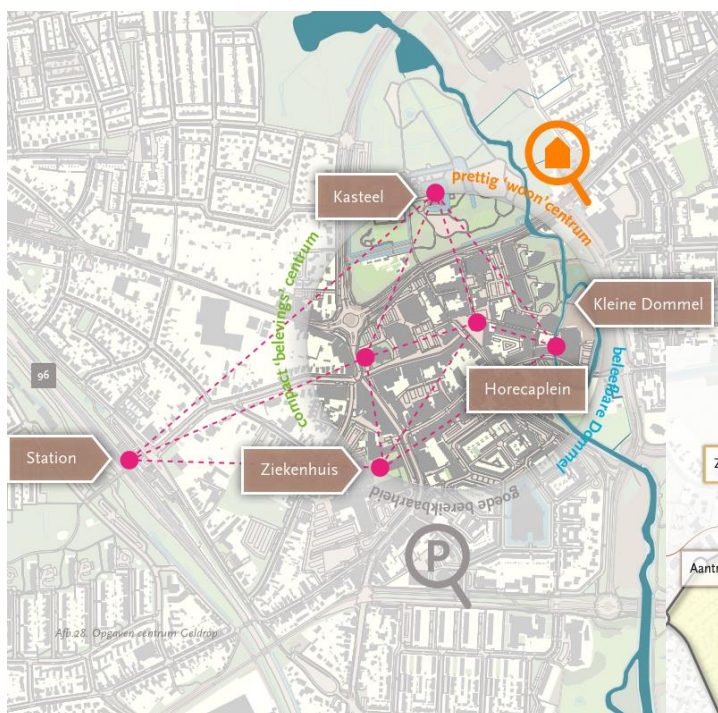 prettig 'woon'centrum
Kasteel
compact 'belevings' centrum
Kleine Dommel
beleefbare Dommel
96
Horecaplein
Station
Ziekenhuis
goede bereikbaarheid
P
Afb.28. Opgaven centrum Geldrop
Z
Aantr